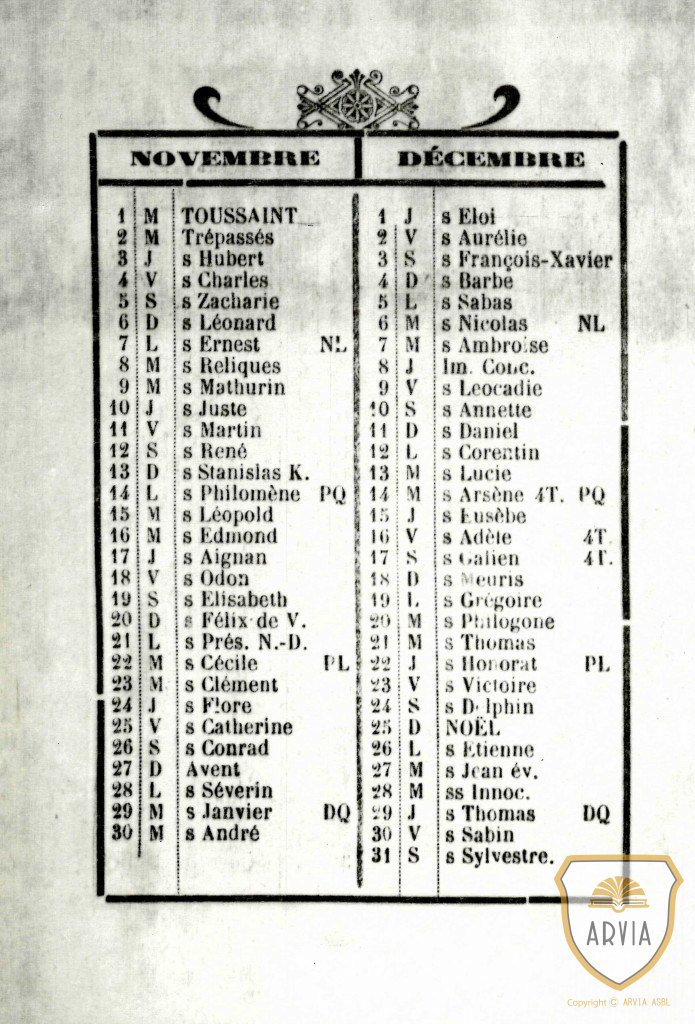 NOVEMBRE
1 M TOUSSAINT
2 M Trépassés
3 J s Hubert
4 V s Charles
5 S s Zacharie
6 D s Léonard
7 L s Ernest NL
8 M s Reliques
9 M s Mathurin
10 J s Juste
11 V s Martin
12 S s René
13 D s Stanislas K.
14 L s Philomène PQ
15 M s Léopold
16 M s Edmond
17 J s Aignan
18 V s Odon
19 S s Elisabeth
20 D s Félix de V.
21 L s Prés. N.-D.
22 M s Cécile PL
23 M s Clément
24 J s Flore
25 V s Catherine
26 S s Conrad
27 D Avent
28 L s Séverin
29 M s Janvier DQ
30 M s André
DÉCEMBRE
1 J s Eloi
2 V s Aurélie
3 S s François-Xavier
4 D s Barbe
5 L s Sabas
6 M s Nicolas NL
7 M s Ambroise
8 J Im. Conc.
9 V s Leocadie
10 S s Annette
11 D s Daniel
12 L s Corentin
13 M s Lucie
14 M s Arsène 4T. PQ
15 J s Eusèbe
16 V s Adèle 4T.
17 S s Galien 4T.
18 D s Meuris
19 L s Grégoire
20 M s Philogone
21 M s Thomas
22 J s Honorat PL
23 V s Victoire
24 S s Delphin
25 D NOËL
26 L s Etienne
27 M s Jean év.
28 M ss Innoc.
29 J s Thomas DQ
30 V s Sabin
31 S s Sylvestre.
ARVIA
Copyright © ARVIA ASBL